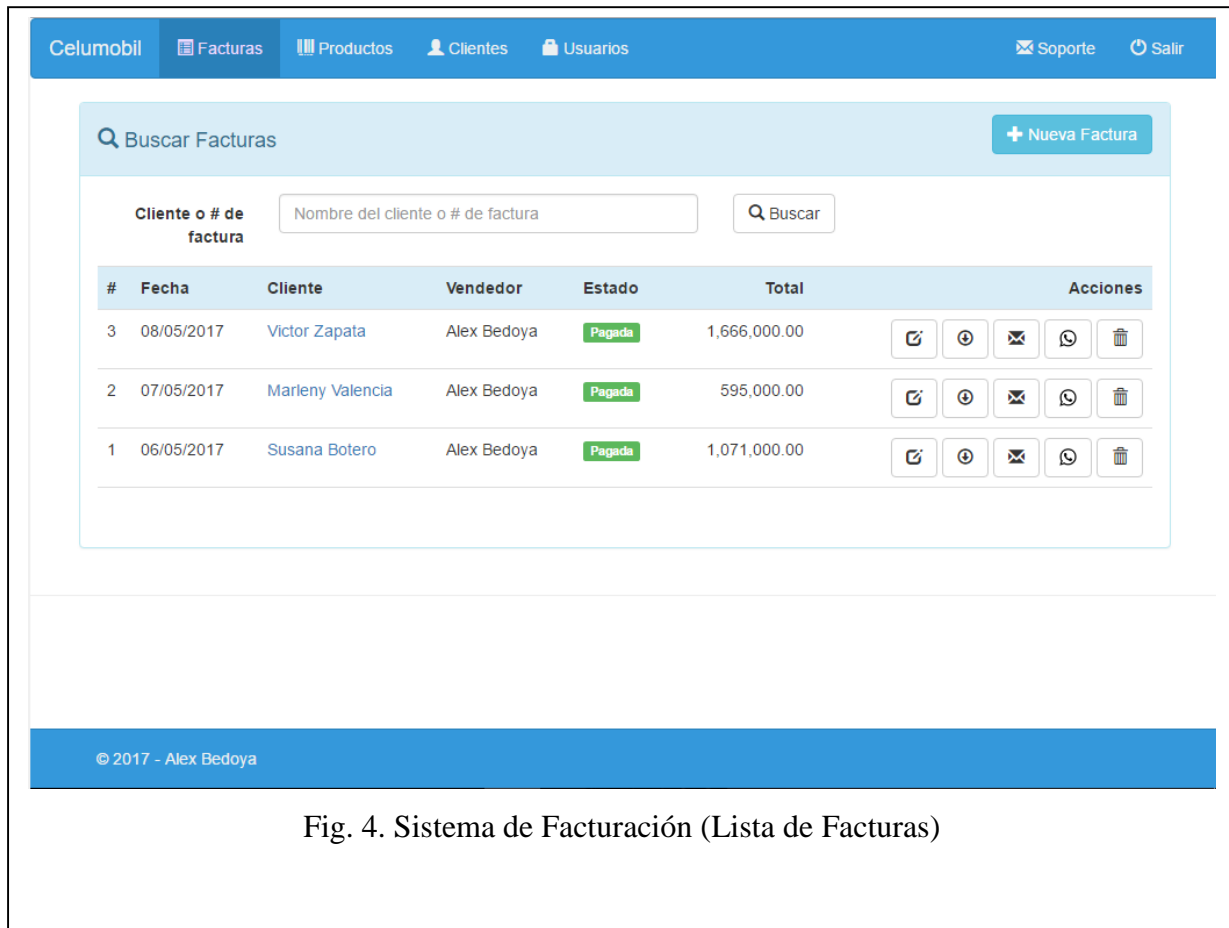 Celumobil Facturas Productos Clientes Usuarios Soporte Salir
Buscar Facturas Nueva Factura
Cliente o # de
factura
Nombre del cliente o # de factura
Buscar
# Fecha Cliente Vendedor Estado Total Acciones
3 08/05/2017 Victor Zapata Alex Bedoya Pagada 1,666,000.00
2 07/05/2017 Marleny Valencia Alex Bedoya Pagada 595,000.00
1 06/05/2017 Susana Botero Alex Bedoya Pagada 1,071,000.00
© 2017 - Alex Bedoya
Fig. 4. Sistema de Facturación (Lista de Facturas)